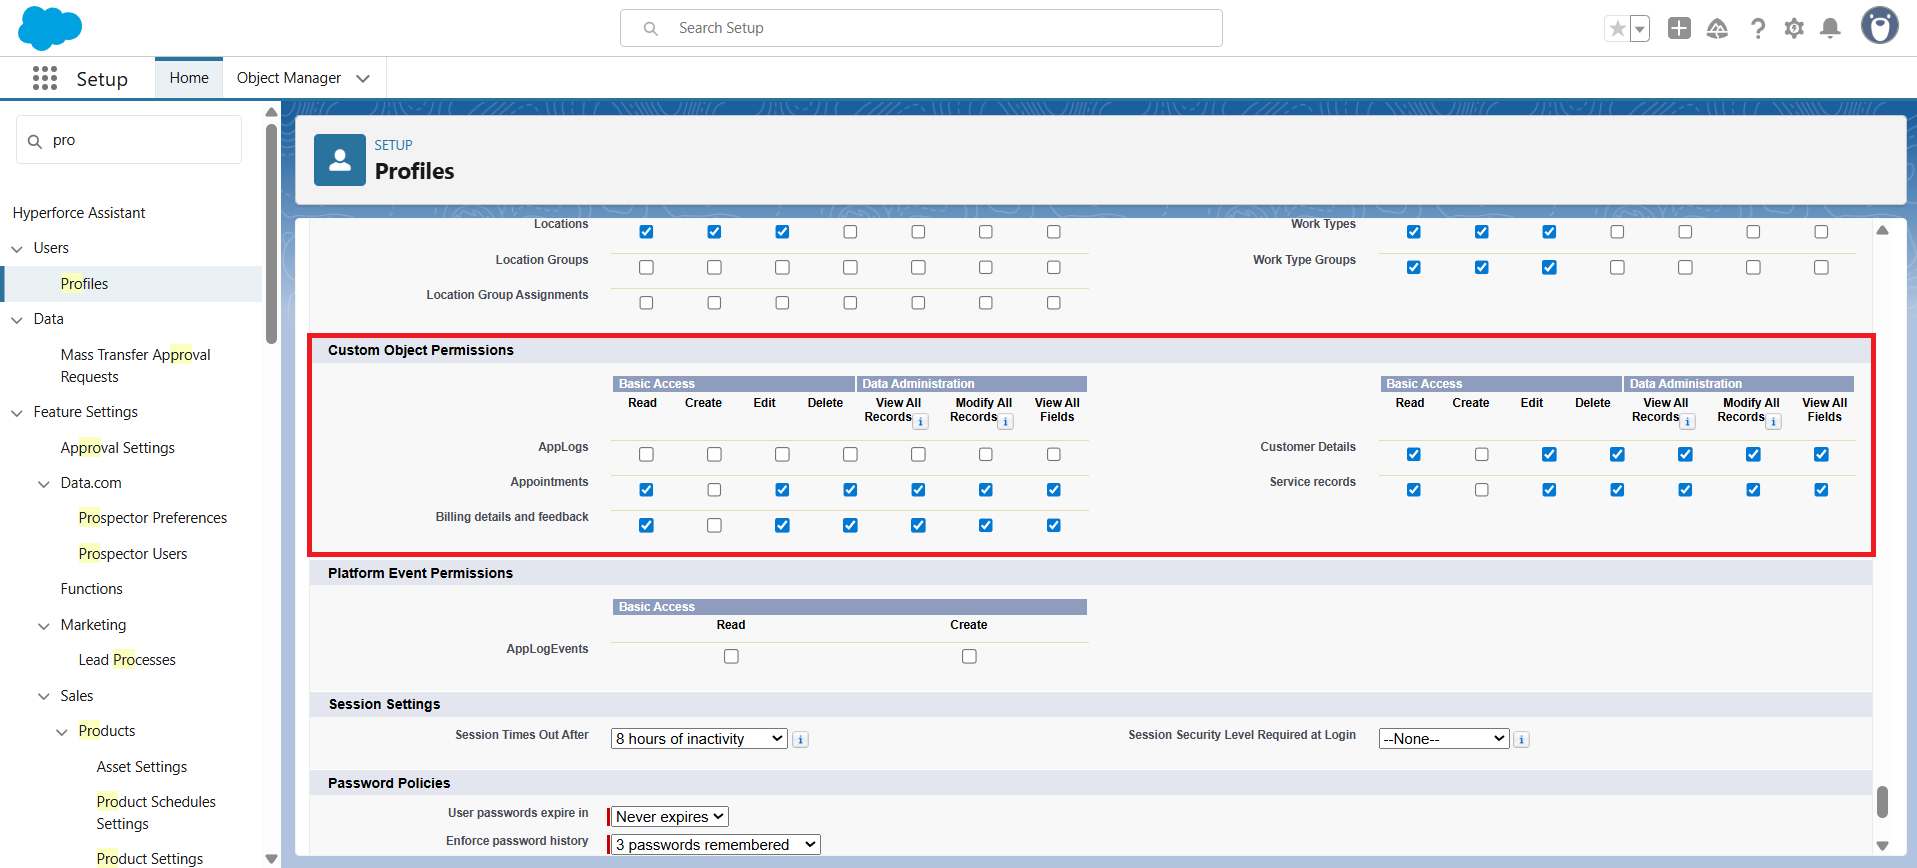 Search Setup
Setup
Home
Object Manager
pro
Hyperforce Assistant
Users
Profiles
Data
Mass Transfer Approval
Requests
Feature Settings
Approval Settings
Data.com
Prospector Preferences
Prospector Users
Functions
Marketing
Lead Processes
Sales
Products
Asset Settings
Product Schedules
Settings
Product Settings
SETUP
Profiles
Locations
Work Types
Location Groups
Work Type Groups
Location Group Assignments
Custom Object Permissions
Basic Access Data Administration Basic Access Data Administration
Read Create Edit Delete View All Records Modify All Records View All Fields Read Create Edit Delete View All Records Modify All Records View All Fields
AppLogs
Customer Details
Appointments
Service records
Billing details and feedback
Platform Event Permissions
Basic Access
Read Create
AppLogEvents
Session Settings
Session Times Out After 8 hours of inactivity
Session Security Level Required at Login --None--
Password Policies
User passwords expire in Never expires
Enforce password history 3 passwords remembered